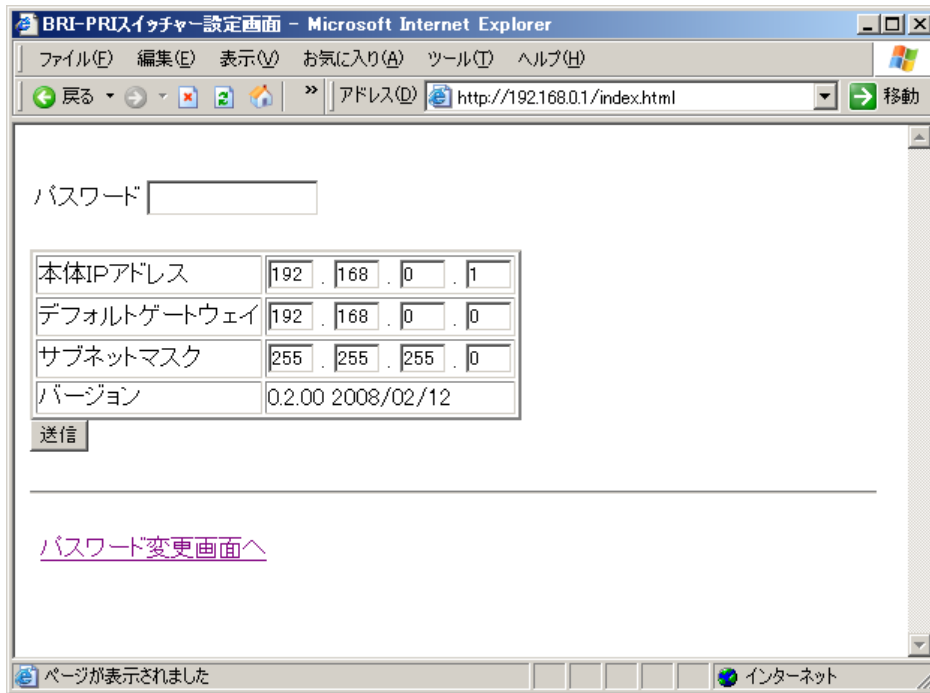 BRI-PRIスイッチャー設定画面 - Microsoft Internet Explorer
ファイル(F) 編集(E) 表示(V) お気に入り(A) ツール(T) ヘルプ(H)
戻る » アドレス(D) http://192.168.0.1/index.html 移動
パスワード
本体IPアドレス 192 . 168 . 0 . 1
デフォルトゲートウェイ 192 . 168 . 0 . 0
サブネットマスク 255 . 255 . 255 . 0
バージョン 0.2.00 2008/02/12
送信
パスワード変更画面へ
ページが表示されました インターネット